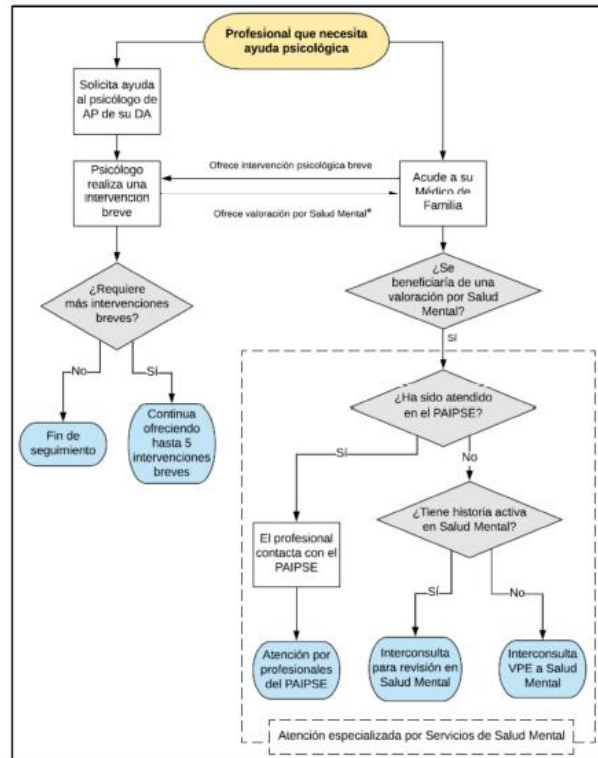 Profesional que necesita
ayuda psicológica
Solicita ayuda
al psicólogo de
AP de su DA
Psicólogo
realiza una
intervención
breve
Ofrece intervención psicológica breve
Ofrece valoración por Salud Mental*
Acude a su
Médico de
Familia
¿Requiere
más intervenciones
breves?
¿Se
beneficiaría de una
valoración por Salud
Mental?
No
Sí
Sí
Fin de
seguimiento
Continua
ofreciendo
hasta 5
intervenciones
breves
¿Ha sido atendido
en el PAIPSE?
Sí
No
El profesional
contacta con el
PAIPSE
¿Tiene historia activa
en Salud Mental?
Sí
No
Atención por
profesionales
del PAIPSE
Interconsulta
para revisión en
Salud Mental
Interconsulta
VPE a Salud
Mental
Atención especializada por Servicios de Salud Mental